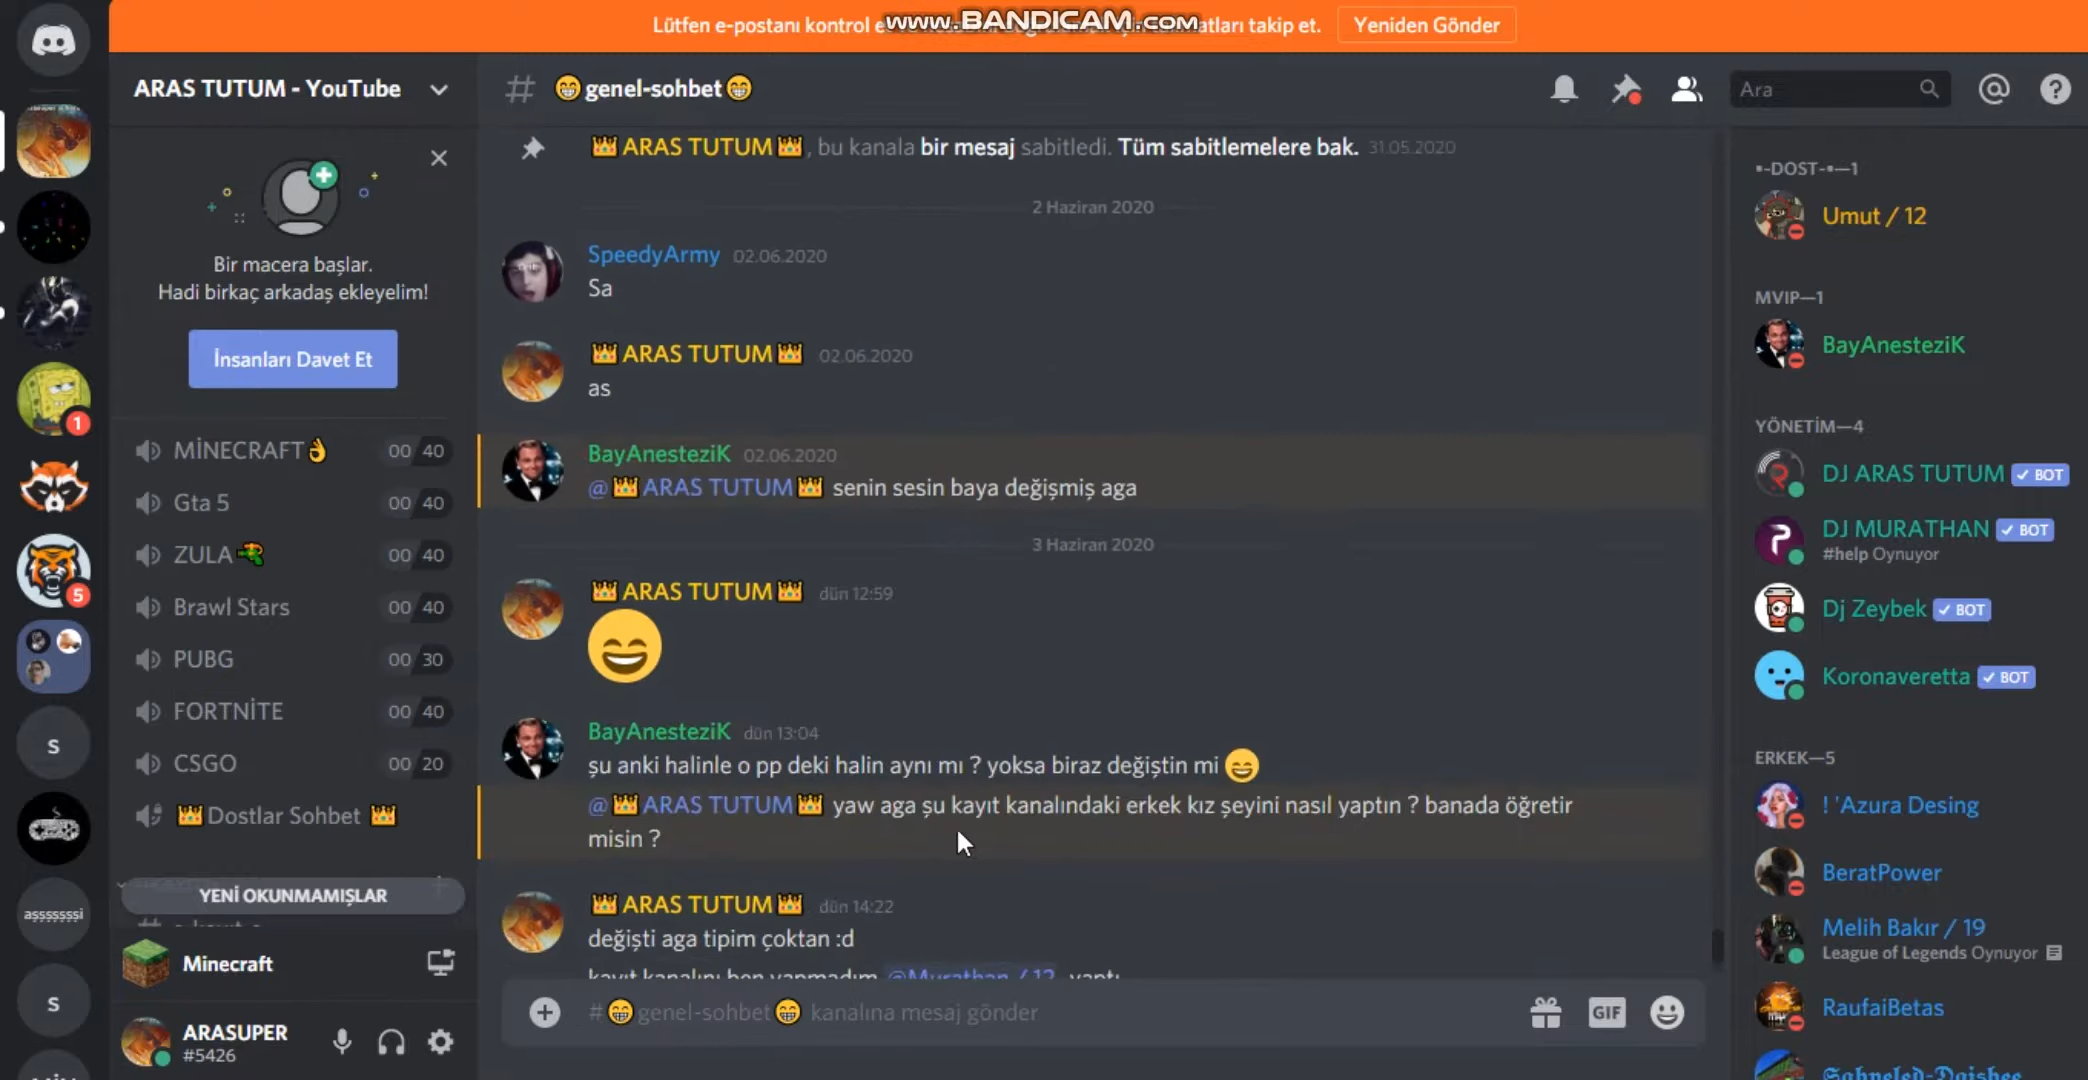 Lütfen e-postanı kontrol e
www.BANDICAM.com
atları takip et.
Yeniden Gönder
ARAS TUTUM - YouTube
# 😁genel-sohbet😁
Ara
Bir macera başlar.
Hadi birkaç arkadaş ekleyelim!
İnsanları Davet Et
MİNECRAFT👌 00 40
Gta 5 00 40
ZULA🔫 00 40
Brawl Stars 00 40
PUBG 00 30
FORTNİTE 00 40
CSGO 00 20
👑Dostlar Sohbet 👑
YENİ OKUNMAMIŞLAR
Minecraft
ARASUPER
#5426
1
5
s
asssssssi
s
👑ARAS TUTUM👑, bu kanala bir mesaj sabitledi. Tüm sabitlemelere bak. 31.05.2020
2 Haziran 2020
SpeedyArmy 02.06.2020
Sa
👑ARAS TUTUM👑 02.06.2020
as
BayAnesteziK 02.06.2020
@👑ARAS TUTUM👑 senin sesin baya değişmiş aga
3 Haziran 2020
👑ARAS TUTUM👑 dün 12:59
😄
BayAnesteziK dün 13:04
şu anki halinle o pp deki halin aynı mı ? yoksa biraz değiştin mi 😄
@👑ARAS TUTUM👑 yaw aga şu kayıt kanalındaki erkek kız şeyini nasıl yaptın ? banada öğretir
misin ?
👑ARAS TUTUM👑 dün 14:22
değişti aga tipim çoktan :d
kayıt kanalını ben yapmadım @Murathan / 12 yaptı
#😁genel-sohbet😁 kanalına mesaj gönder
GIF
▪-DOST-▪—1
Umut / 12
MVIP—1
BayAnesteziK
YÖNETİM—4
DJ ARAS TUTUM ✓ BOT
DJ MURATHAN ✓ BOT
#help Oynuyor
Dj Zeybek ✓ BOT
Koronaveretta ✓ BOT
ERKEK—5
! 'Azura Desing
BeratPower
Melih Bakır / 19
League of Legends Oynuyor
RaufaiBetas